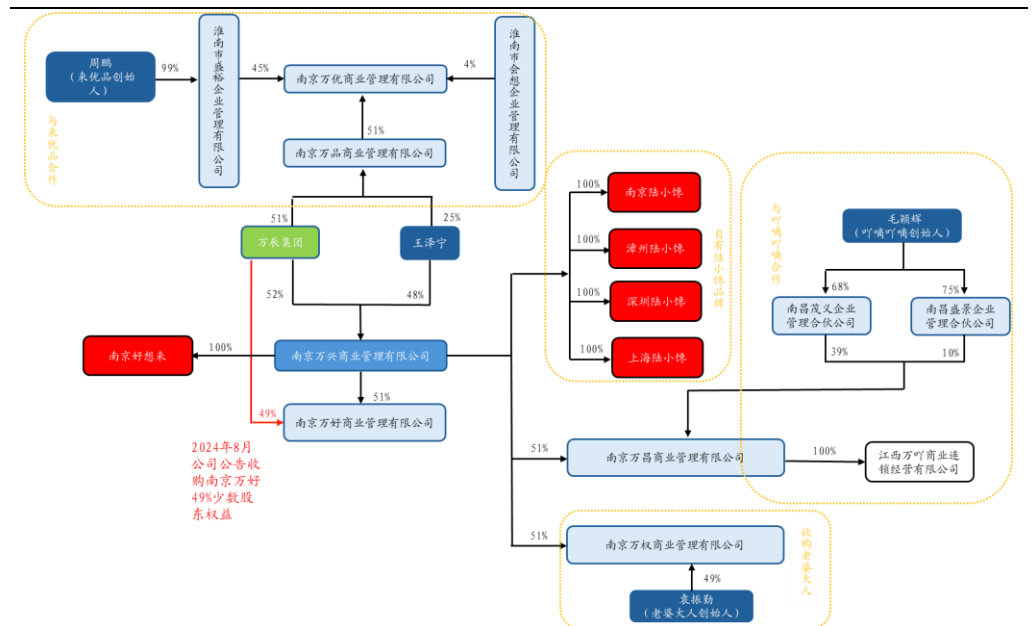 周鹏
（来优品创始
人）
99%
淮南市盛裕企业管理有限公司
45%
南京万优商业管理有限公司
4%
淮南市会想企业管理有限公司
与来优品合作
51%
南京万品商业管理有限公司
51%
25%
万辰集团
王泽宁
52%
48%
南京好想来
100%
南京万兴商业管理有限公司
51%
49%
南京万好商业管理有限公司
2024年8月
公司公告收
购南京万好
49%少数股
东权益
100%
南京陆小馋
100%
漳州陆小馋
100%
深圳陆小馋
100%
上海陆小馋
自有陆小馋品牌
与吖嘀吖嘀合作
毛颖辉
（吖嘀吖嘀创始人）
68%
75%
南昌茂义企业
管理合伙公司
南昌盛景企业
管理合伙公司
39%
10%
51%
南京万昌商业管理有限公司
100%
江西万吖商业连
锁经营有限公司
51%
南京万权商业管理有限公司
49%
袁振勤
（老婆大人创始人）
收购老婆大人